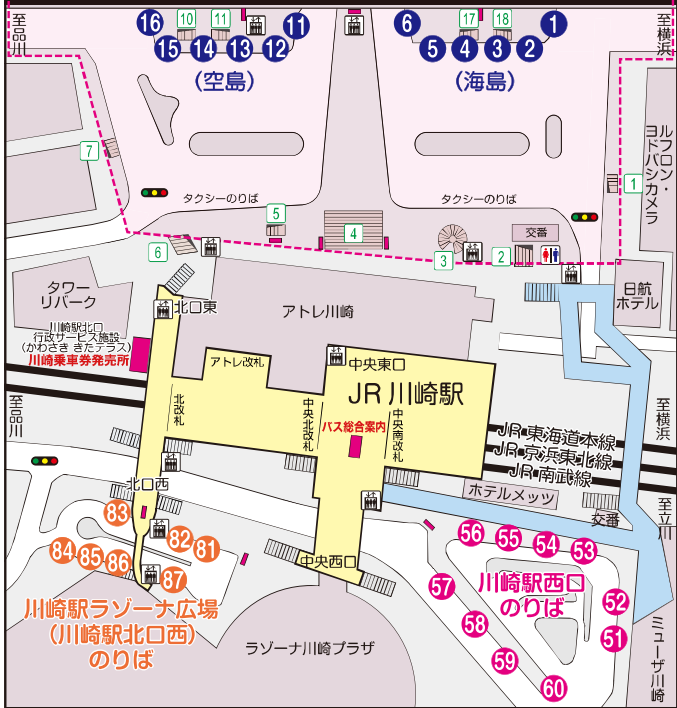 至品川
16
10
11
11
15
14
13
12
(空島)
6
17
18
1
5
4
3
2
(海島)
至横浜
7
タクシーのりば
タクシーのりば
1
ルフロン・
ヨドバシカメラ
5
4
6
3
2
交番
タワー
リバーク
北口東
アトレ川崎
日航
ホテル
川崎駅北口
行政サービス施設
(かわさき きたテラス)
川崎乗車券発売所
アトレ改札
中央東口
JR 川崎駅
至品川
北改札
中央北改札
バス総合案内
中央南改札
至横浜
JR 東海道本線
JR 京浜東北線
JR 南武線
北口西
ホテルメッツ
交番
至立川
83
82
81
84
85
86
87
中央西口
56
55
54
53
57
川崎駅西口
のりば
52
58
51
59
60
川崎駅ラゾーナ広場
(川崎駅北口西)
のりば
ラゾーナ川崎プラザ
ミューザ川崎